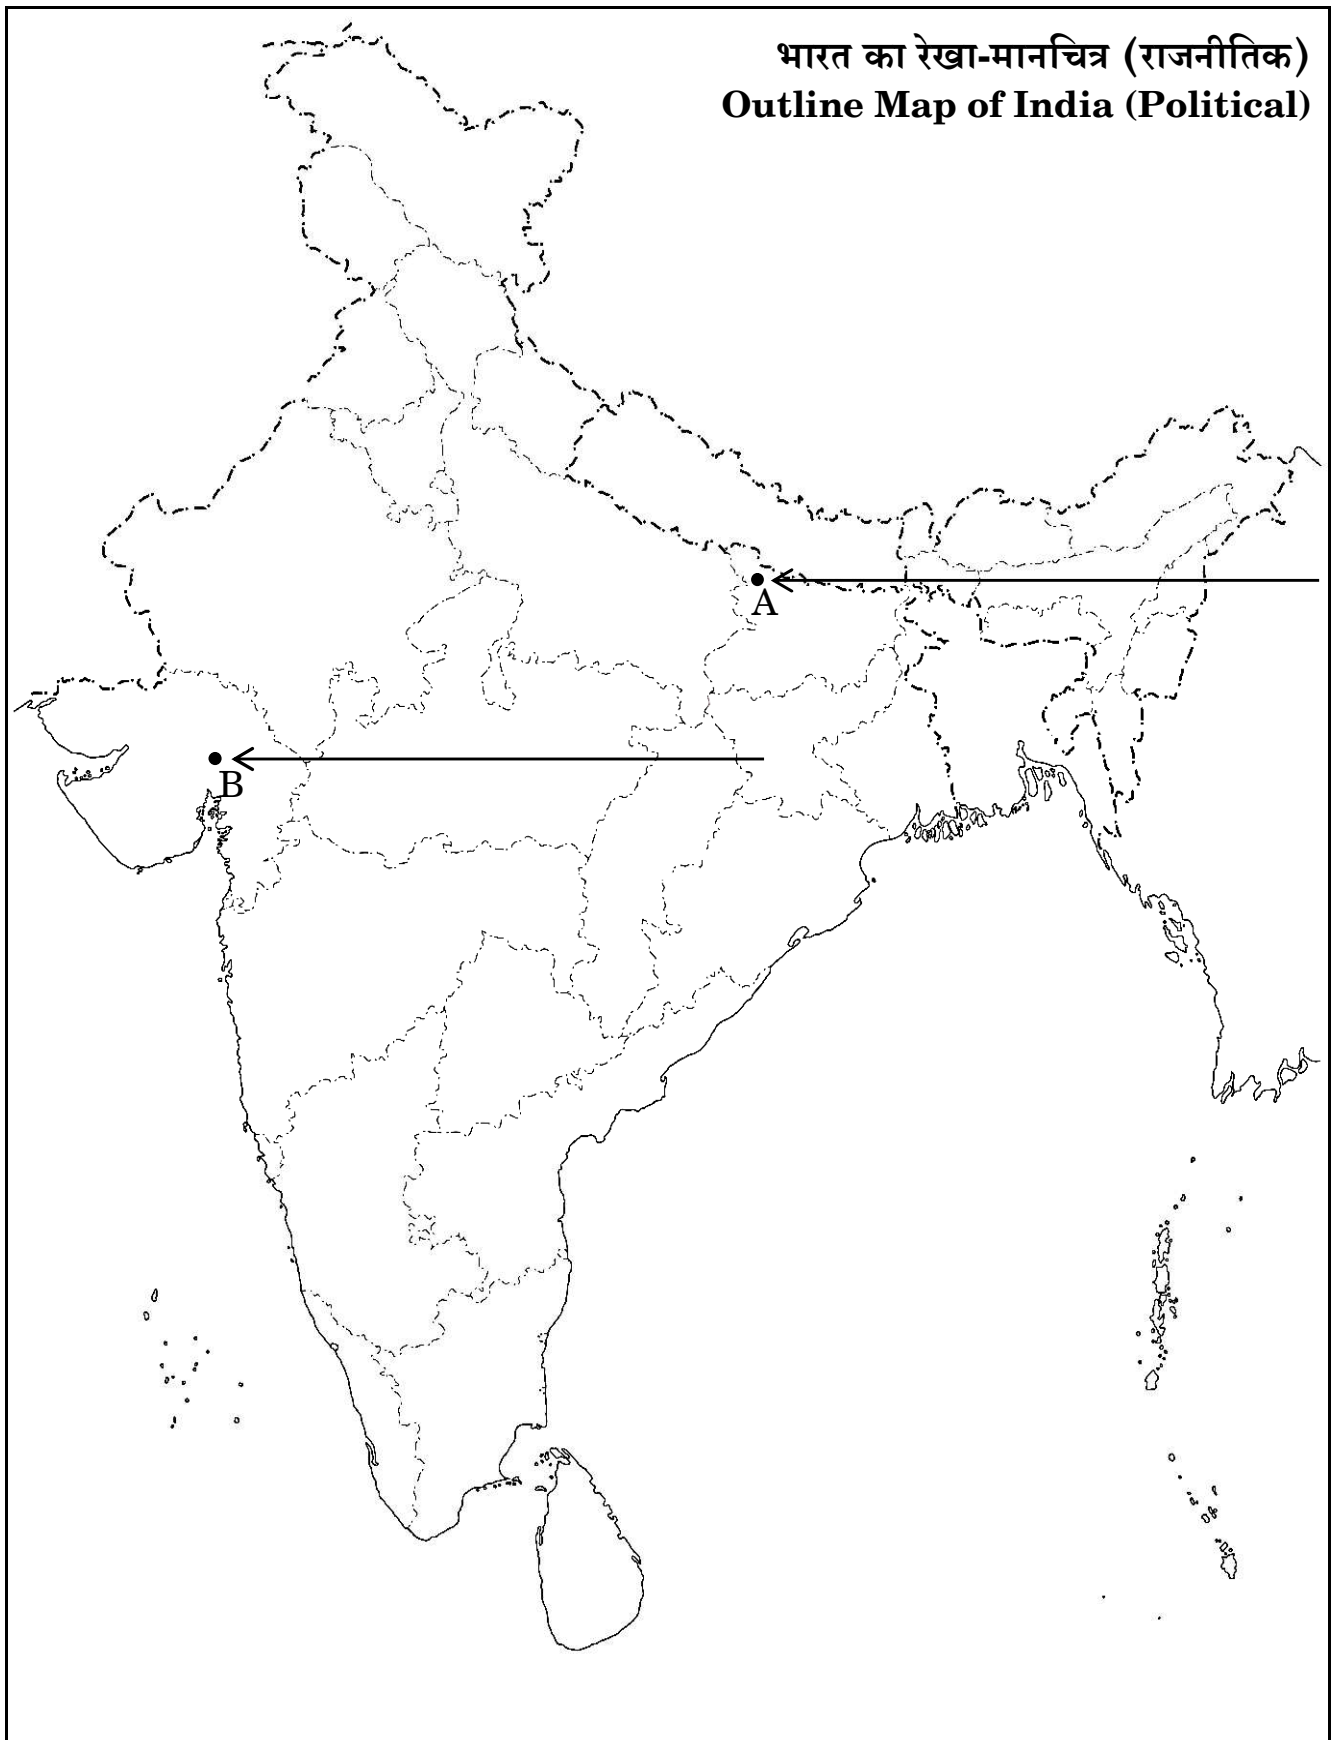 भारत का रेखा-मानचित्र (राजनीतिक)
Outline Map of India (Political)
A
B